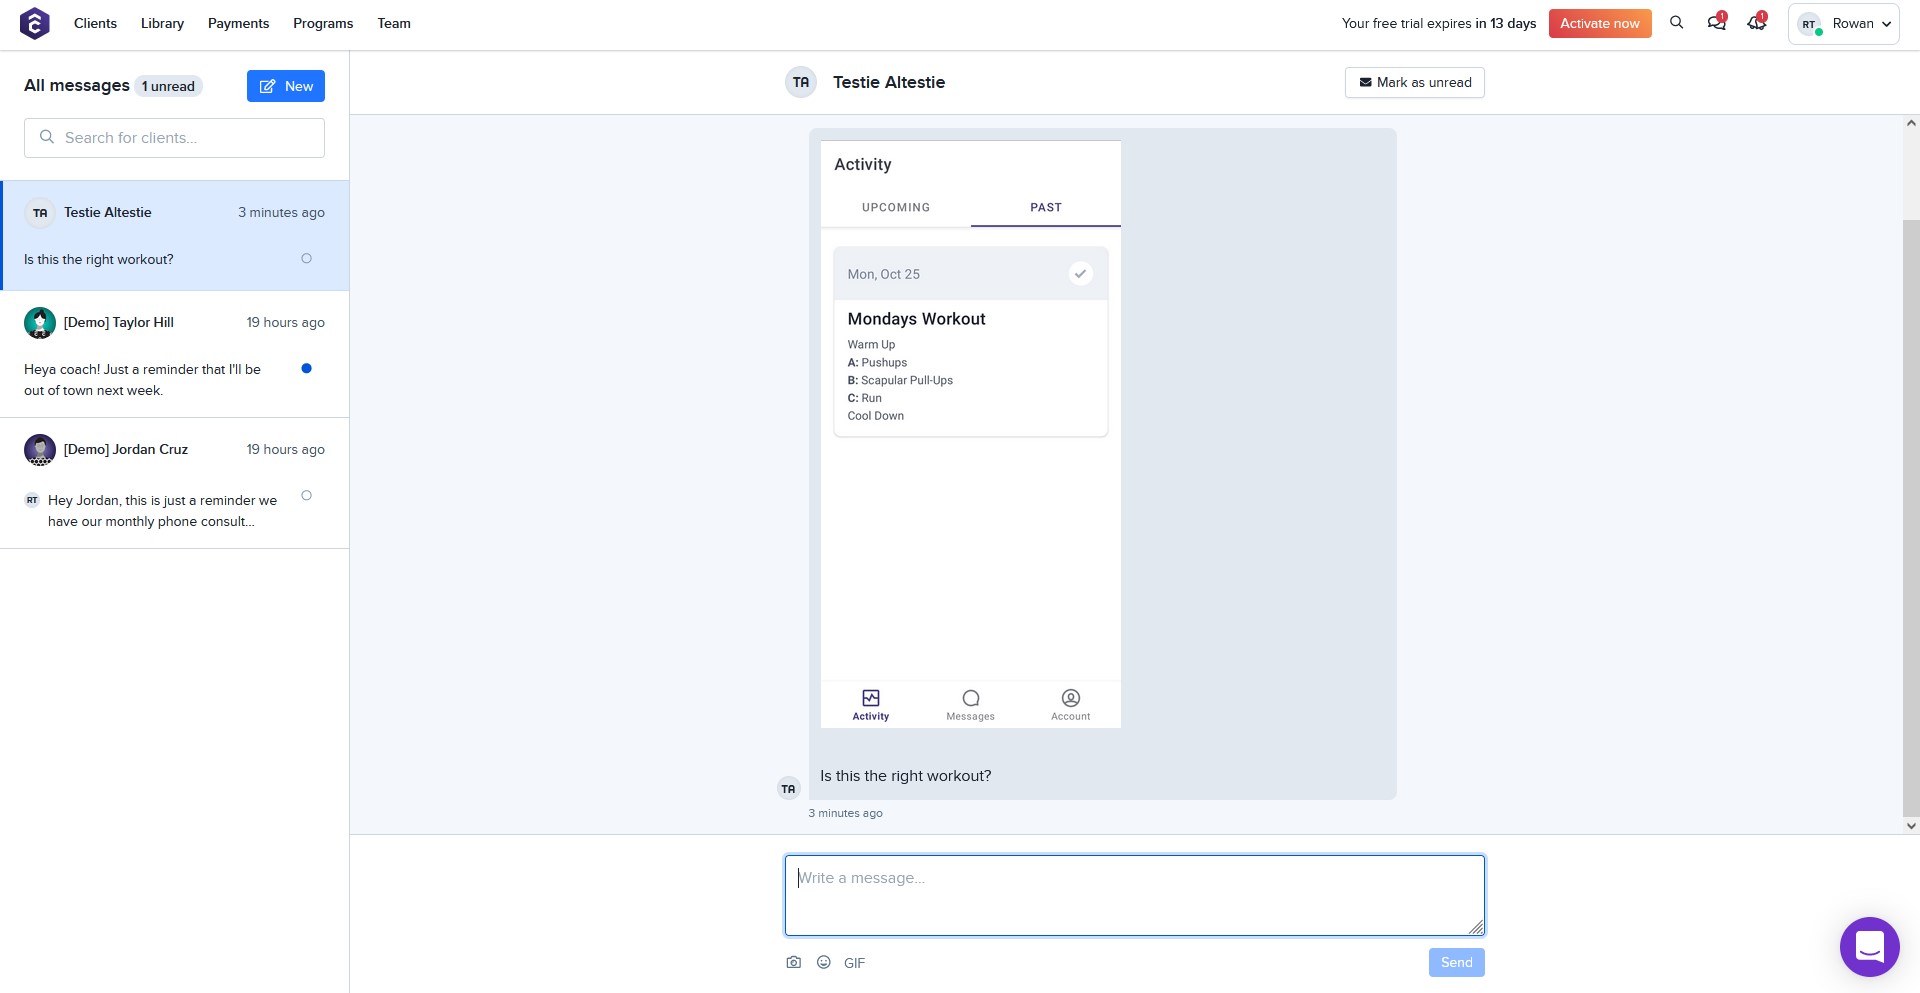 Clients Library Payments Programs Team
Your free trial expires in 13 days Activate now 1 1 RT Rowan
All messages 1 unread New
Search for clients...
TA Testie Altestie 3 minutes ago
Is this the right workout?
[Demo] Taylor Hill 19 hours ago
Heya coach! Just a reminder that I'll be
out of town next week.
[Demo] Jordan Cruz 19 hours ago
RT Hey Jordan, this is just a reminder we
have our monthly phone consult...
TA Testie Altestie Mark as unread
Activity
UPCOMING PAST
Mon, Oct 25
Mondays Workout
Warm Up
A: Pushups
B: Scapular Pull-Ups
C: Run
Cool Down
Activity Messages Account
Is this the right workout?
TA
3 minutes ago
Write a message...
GIF Send